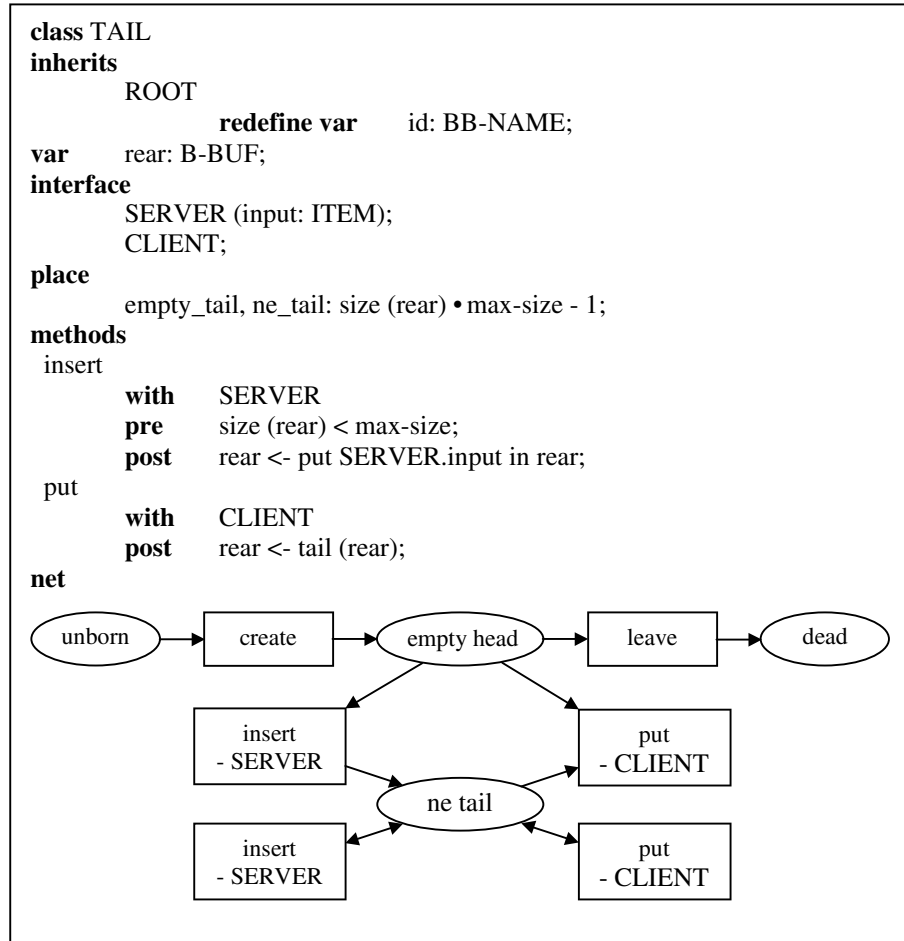 class TAIL
inherits
ROOT
redefine var id: BB-NAME;
var rear: B-BUF;
interface
SERVER (input: ITEM);
CLIENT;
place
empty_tail, ne_tail: size (rear) • max-size - 1;
methods
insert
with SERVER
pre size (rear) < max-size;
post rear <- put SERVER.input in rear;
put
with CLIENT
post rear <- tail (rear);
net
unborn create empty head leave dead
insert
- SERVER
put
- CLIENT
ne tail
insert
- SERVER
put
- CLIENT